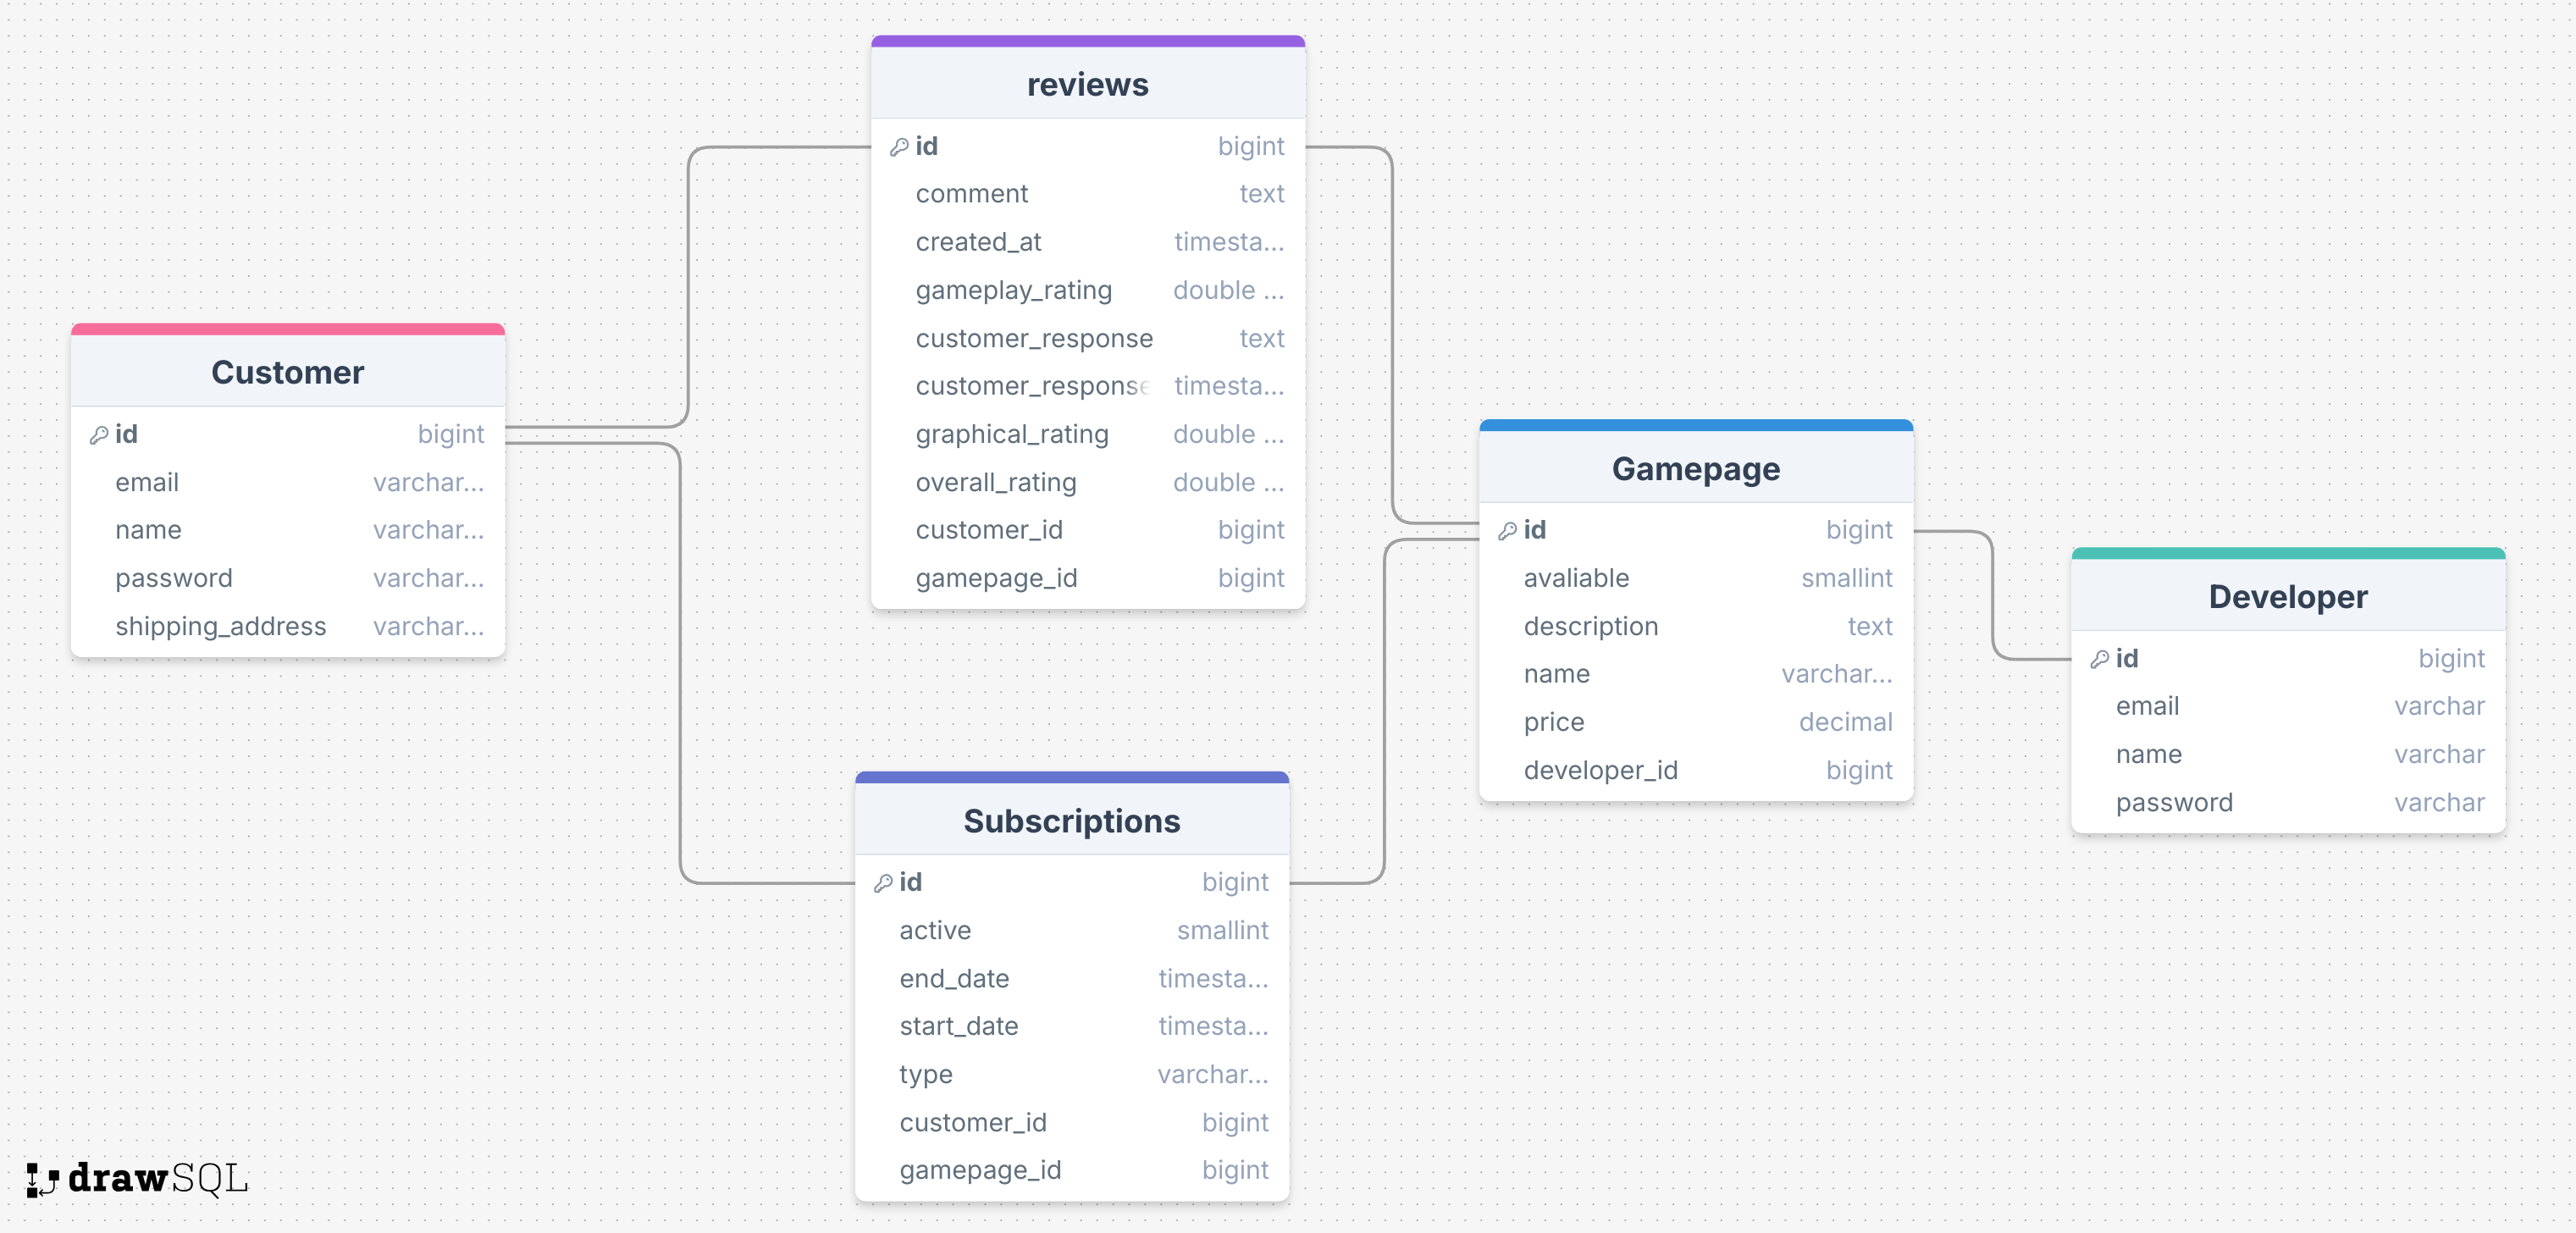 reviews
id bigint
comment text
created_at timesta...
gameplay_rating double ...
customer_response text
customer_response timesta...
graphical_rating double ...
overall_rating double ...
customer_id bigint
gamepage_id bigint
Customer
id bigint
email varchar...
name varchar...
password varchar...
shipping_address varchar...
Gamepage
id bigint
avaliable smallint
description text
name varchar...
price decimal
developer_id bigint
Developer
id bigint
email varchar
name varchar
password varchar
Subscriptions
id bigint
active smallint
end_date timesta...
start_date timesta...
type varchar...
customer_id bigint
gamepage_id bigint
drawSQL